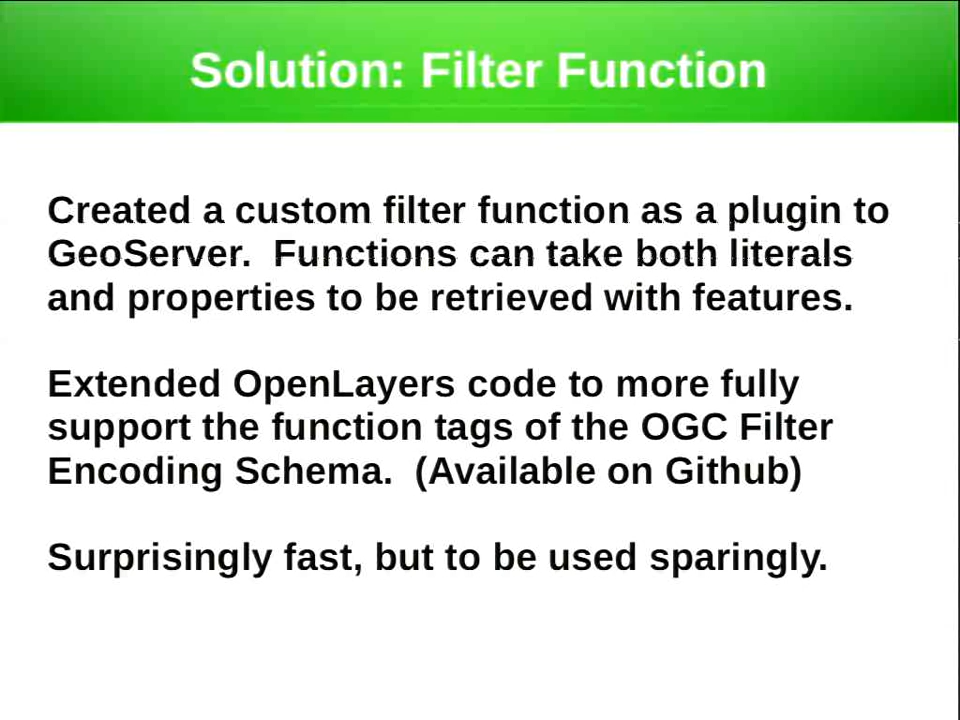 Solution: Filter Function
Created a custom filter function as a plugin to
GeoServer.  Functions can take both literals
and properties to be retrieved with features.
Extended OpenLayers code to more fully
support the function tags of the OGC Filter
Encoding Schema.  (Available on Github)
Surprisingly fast, but to be used sparingly.